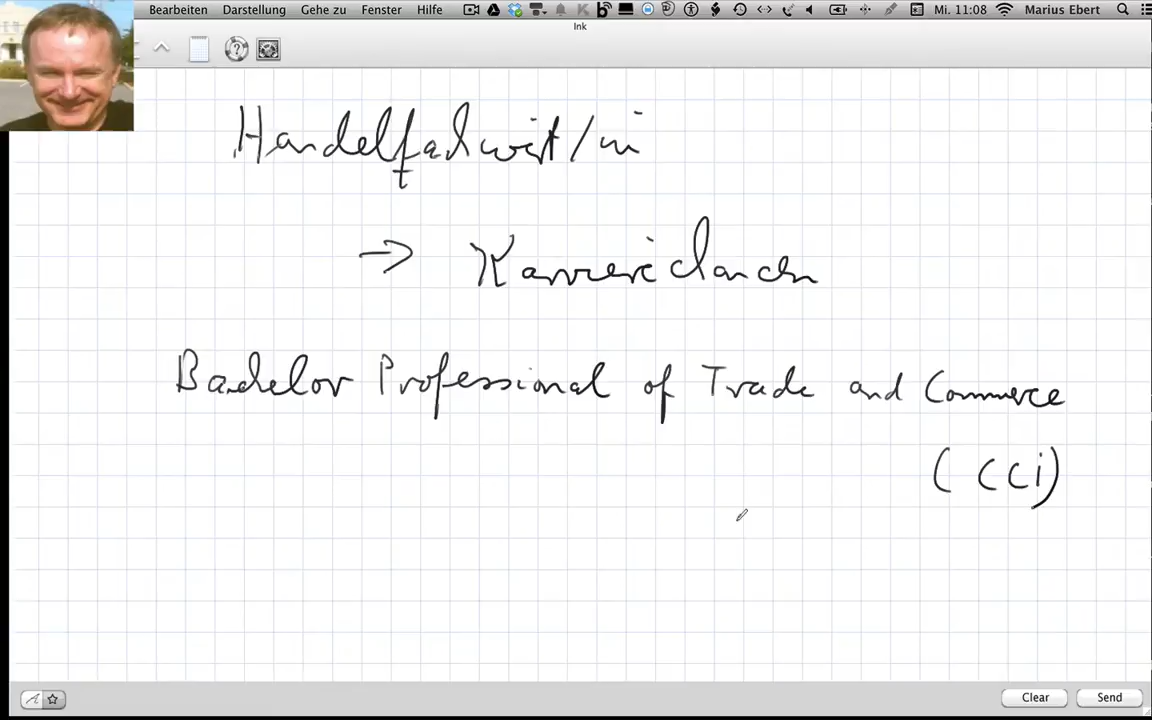 Bearbeiten Darstellung Gehe zu Fenster Hilfe Mi. 11:08 Marius Ebert
Ink
Handelfachwirt/in
→ Karrierechancen
Bachelor Professional of Trade and Commerce
(CCi)
Clear Send